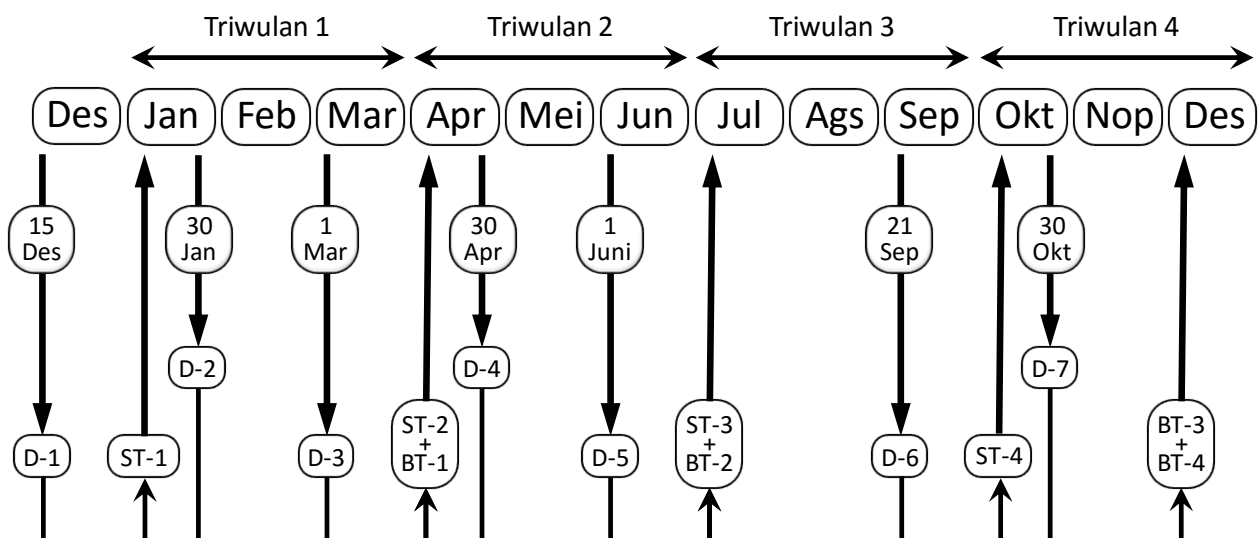 Triwulan 1
Triwulan 2
Triwulan 3
Triwulan 4
Des
Jan
Feb
Mar
Apr
Mei
Jun
Jul
Ags
Sep
Okt
Nop
Des
15
Des
30
Jan
1
Mar
30
Apr
1
Juni
21
Sep
30
Okt
D-2
D-4
D-7
D-1
ST-1
D-3
ST-2
+
BT-1
D-5
ST-3
+
BT-2
D-6
ST-4
BT-3
+
BT-4